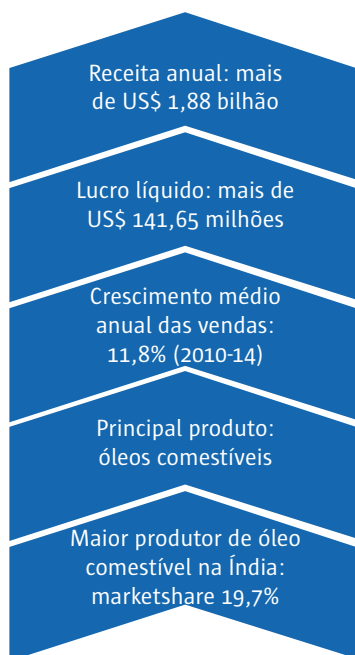 Receita anual: mais
de US$ 1,88 bilhão
Lucro líquido: mais de
US$ 141,65 milhões
Crescimento médio
anual das vendas:
11,8% (2010-14)
Principal produto:
óleos comestíveis
Maior produtor de óleo
comestível na Índia:
marketshare 19,7%